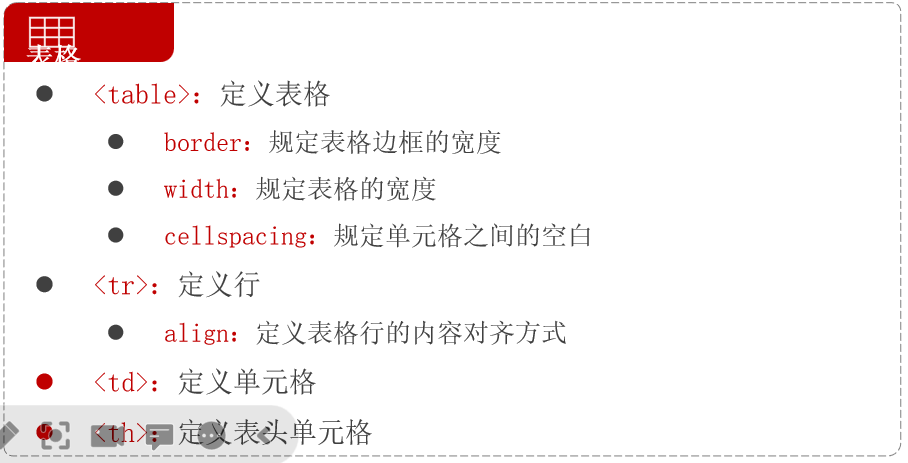 表格
<table>：定义表格
border：规定表格边框的宽度
width：规定表格的宽度
cellspacing：规定单元格之间的空白
<tr>：定义行
align：定义表格行的内容对齐方式
<td>：定义单元格
<th>：定义表头单元格